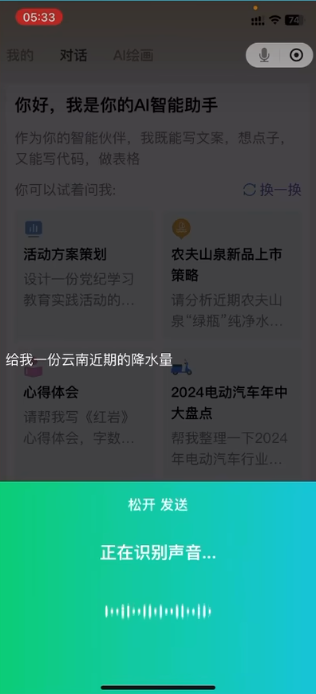 05:33
我的 对话 AI绘画
你好，我是你的AI智能助手
作为你的智能伙伴，我既能写文案，想点子，
又能写代码，做表格
你可以试着问我:
换一换
活动方案策划
设计一份党纪学习
教育实践活动的...
农夫山泉新品上市
策略
请分析近期农夫山
泉“绿瓶”纯净水...
给我一份云南近期的降水量
心得体会
请帮我写《红岩》
心得体会，字数...
2024电动汽车年中
大盘点
帮我整理一下2024
年电动汽车行业...
松开 发送
正在识别声音...